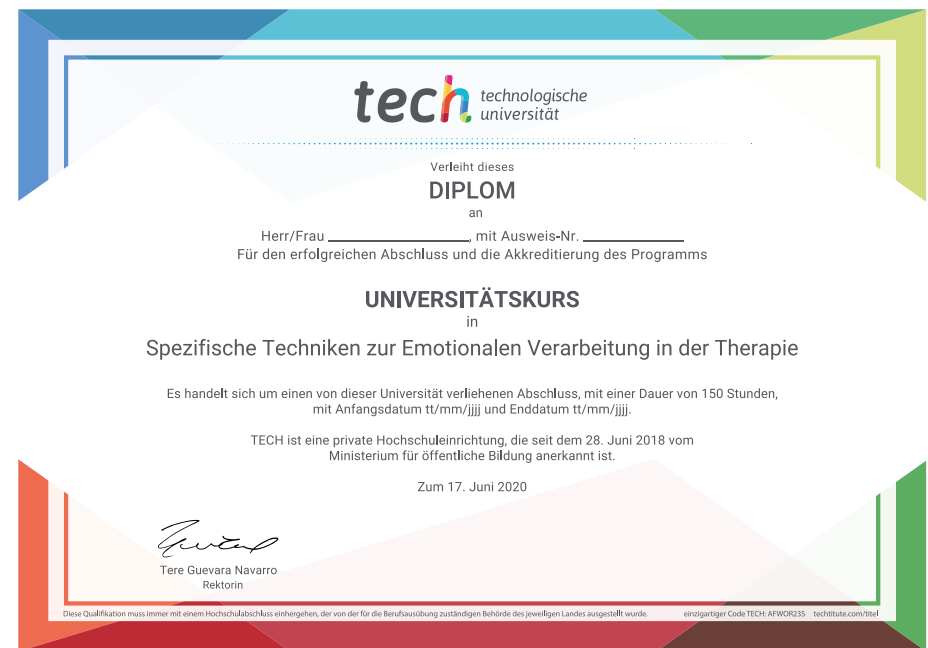 tech technologische
universität
Verleiht dieses
DIPLOM
an
Herr/Frau ____________________, mit Ausweis-Nr. ______________
Für den erfolgreichen Abschluss und die Akkreditierung des Programms
UNIVERSITÄTSKURS
in
Spezifische Techniken zur Emotionalen Verarbeitung in der Therapie
Es handelt sich um einen von dieser Universität verliehenen Abschluss, mit einer Dauer von 150 Stunden,
mit Anfangsdatum tt/mm/jjjj und Enddatum tt/mm/jjjj.
TECH ist eine private Hochschuleinrichtung, die seit dem 28. Juni 2018 vom
Ministerium für öffentliche Bildung anerkannt ist.
Zum 17. Juni 2020
Tere Guevara Navarro
Rektorin
Diese Qualifikation muss immer mit einem Hochschulabschluss einhergehen, der von der für die Berufsausübung zuständigen Behörde des jeweiligen Landes ausgestellt wurde. einzigartiger Code TECH: AFWOR23S techtitute.com/titel